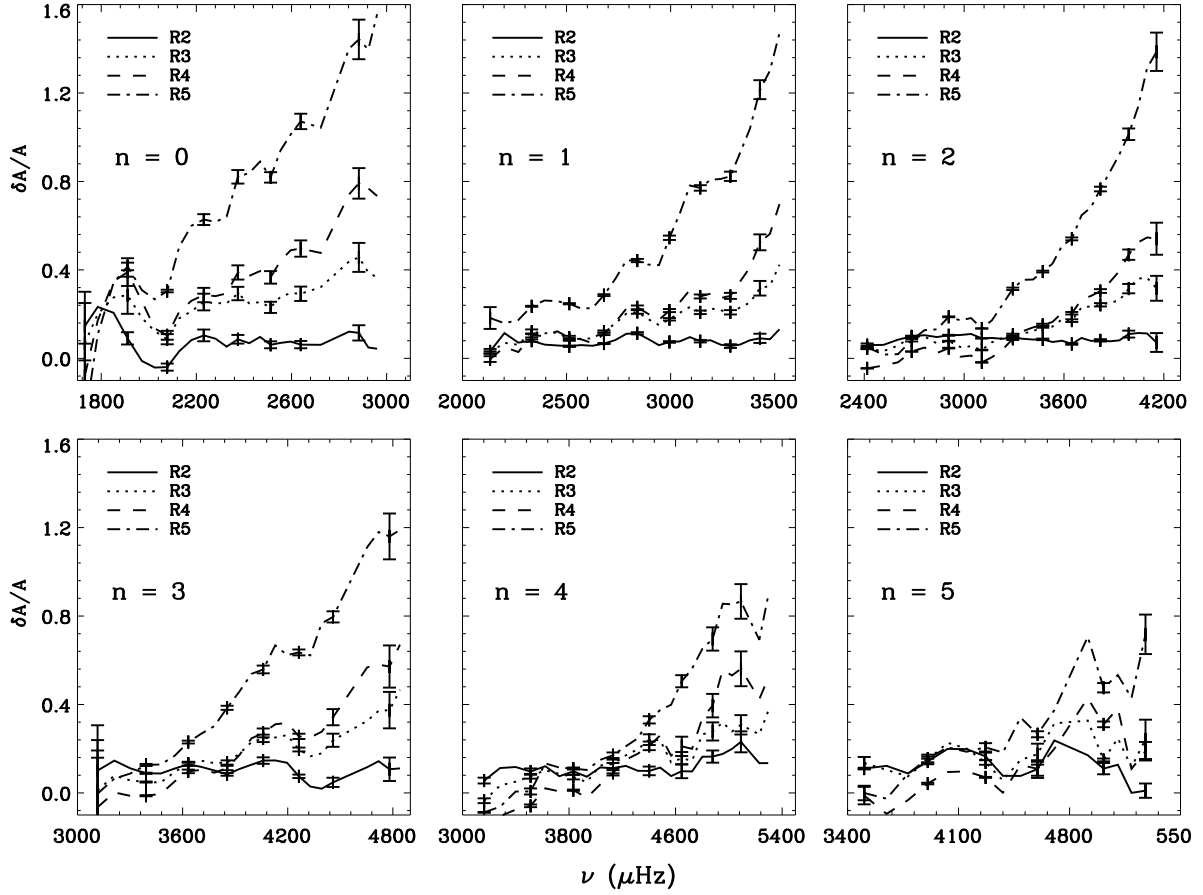 1.6
1.2
0.8
0.4
0.0
δA/A
R2
R3
R4
R5
n = 0
1800 2200 2600 3000
R2
R3
R4
R5
n = 1
2000 2500 3000 3500
R2
R3
R4
R5
n = 2
2400 3000 3600 4200
1.6
1.2
0.8
0.4
0.0
δA/A
R2
R3
R4
R5
n = 3
3000 3600 4200 4800
R2
R3
R4
R5
n = 4
3000 3800 4600 5400
R2
R3
R4
R5
n = 5
3400 4100 4800 550
ν (μHz)